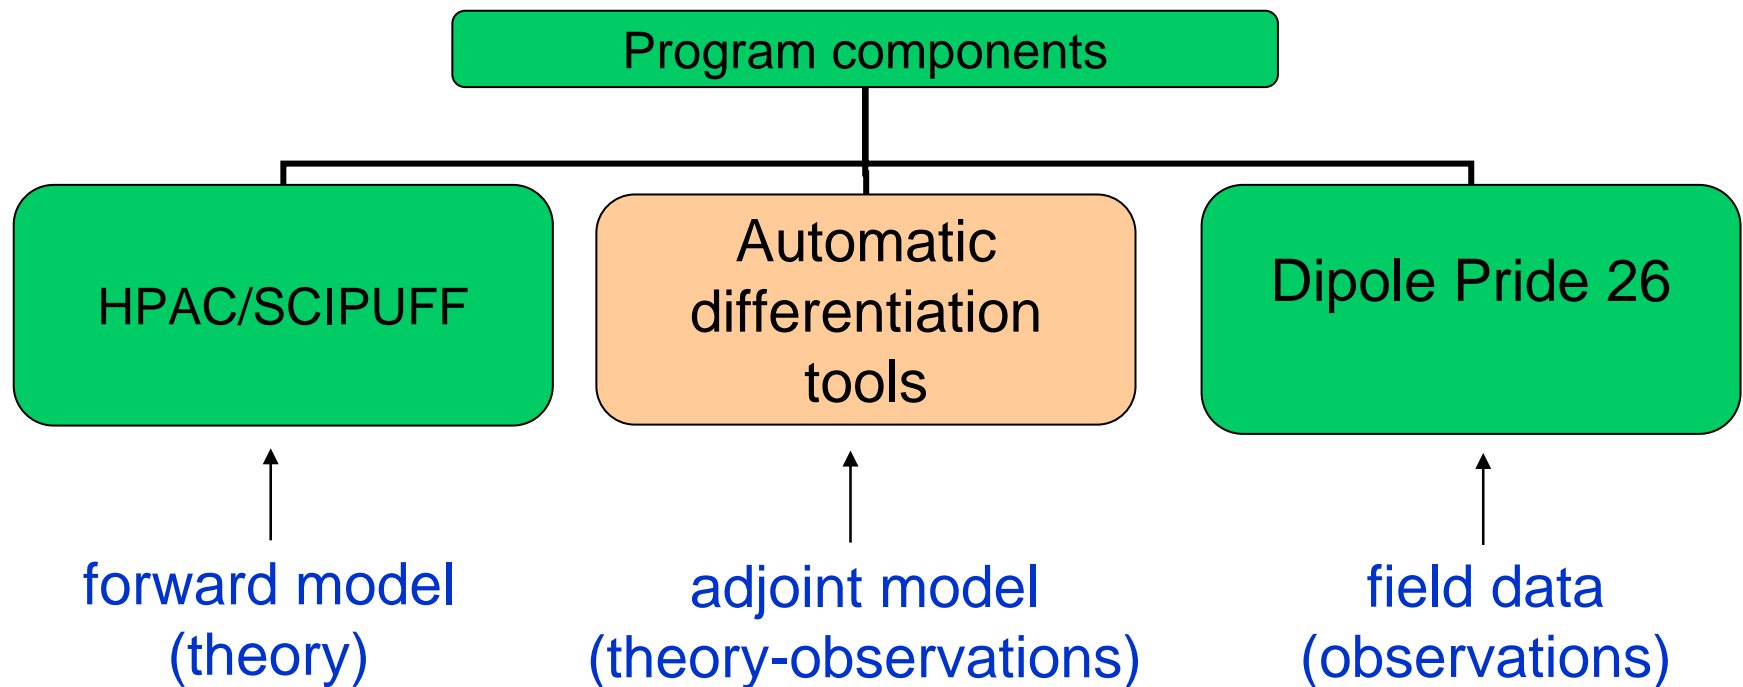 Program components
HPAC/SCIPUFF
Automatic
differentiation
tools
Dipole Pride 26
forward model
(theory)
adjoint model
(theory-observations)
field data
(observations)